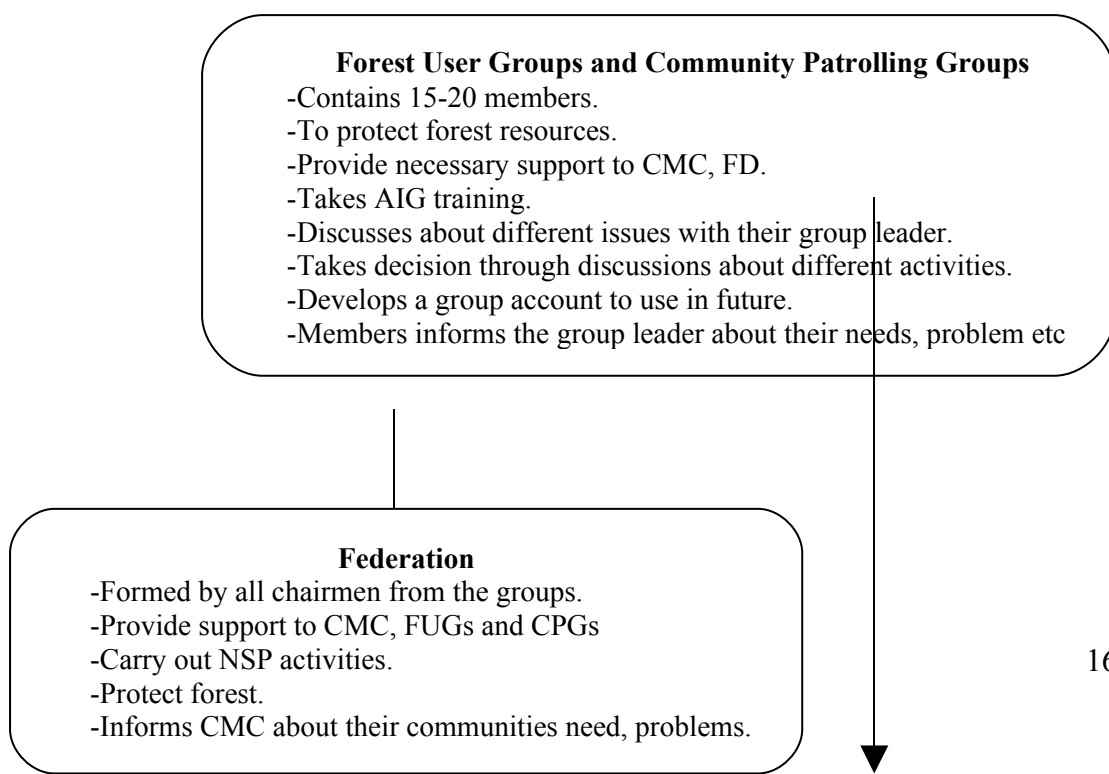 Forest User Groups and Community Patrolling Groups
-Contains 15-20 members.
-To protect forest resources.
-Provide necessary support to CMC, FD.
-Takes AIG training.
-Discusses about different issues with their group leader.
-Takes decision through discussions about different activities.
-Develops a group account to use in future.
-Members informs the group leader about their needs, problem etc
Federation
-Formed by all chairmen from the groups.
-Provide support to CMC, FUGs and CPGs
-Carry out NSP activities.
-Protect forest.
-Informs CMC about their communities need, problems.
16